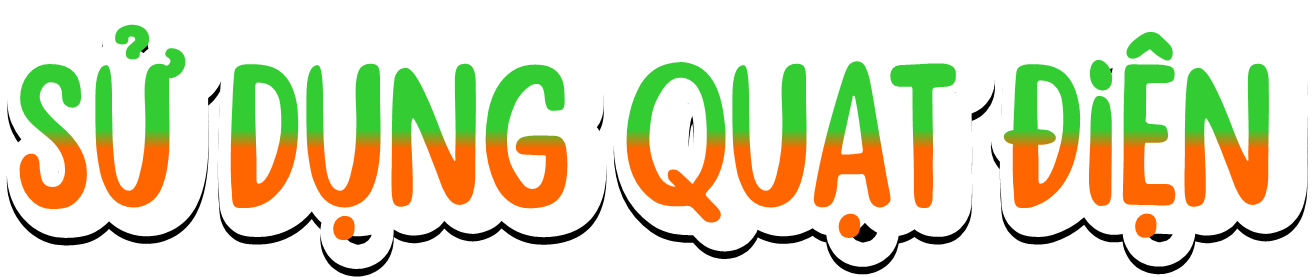 SỬ DỤNG QUẠT ĐiỆN